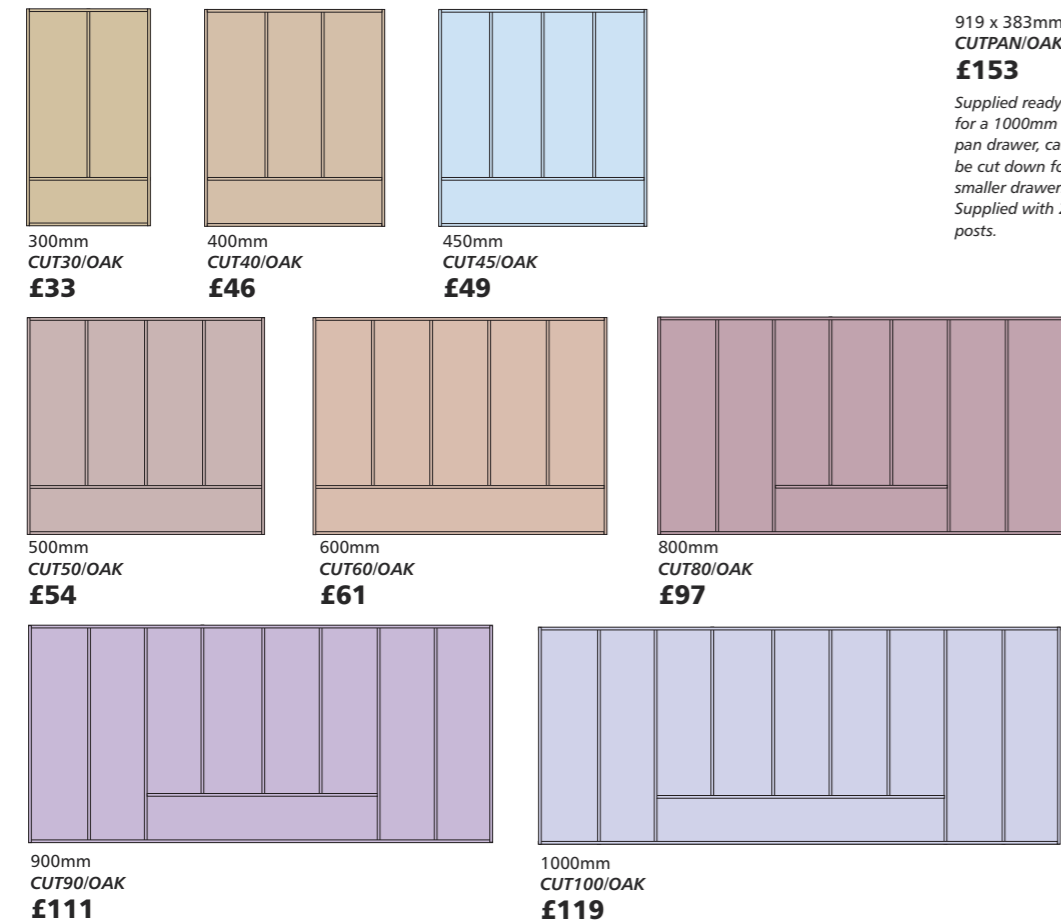 919 x 383mm
CUTPAN/OAK
£153
Supplied ready
for a 1000mm
pan drawer, ca
be cut down fo
smaller drawer
Supplied with
posts.
300mm
CUT30/OAK
£33
400mm
CUT40/OAK
£46
450mm
CUT45/OAK
£49
500mm
CUT50/OAK
£54
600mm
CUT60/OAK
£61
800mm
CUT80/OAK
£97
900mm
CUT90/OAK
£111
1000mm
CUT100/OAK
£119